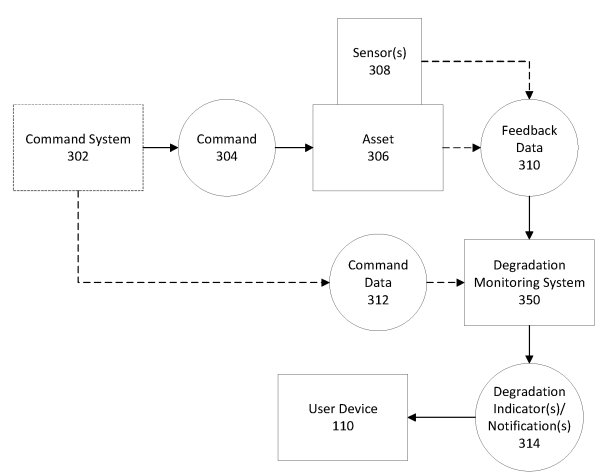 Sensor(s)
308
Command System
302
Command
304
Asset
306
Feedback
Data
310
Command
Data
312
Degradation
Monitoring System
350
User Device
110
Degradation
Indicator(s)/
Notification(s)
314